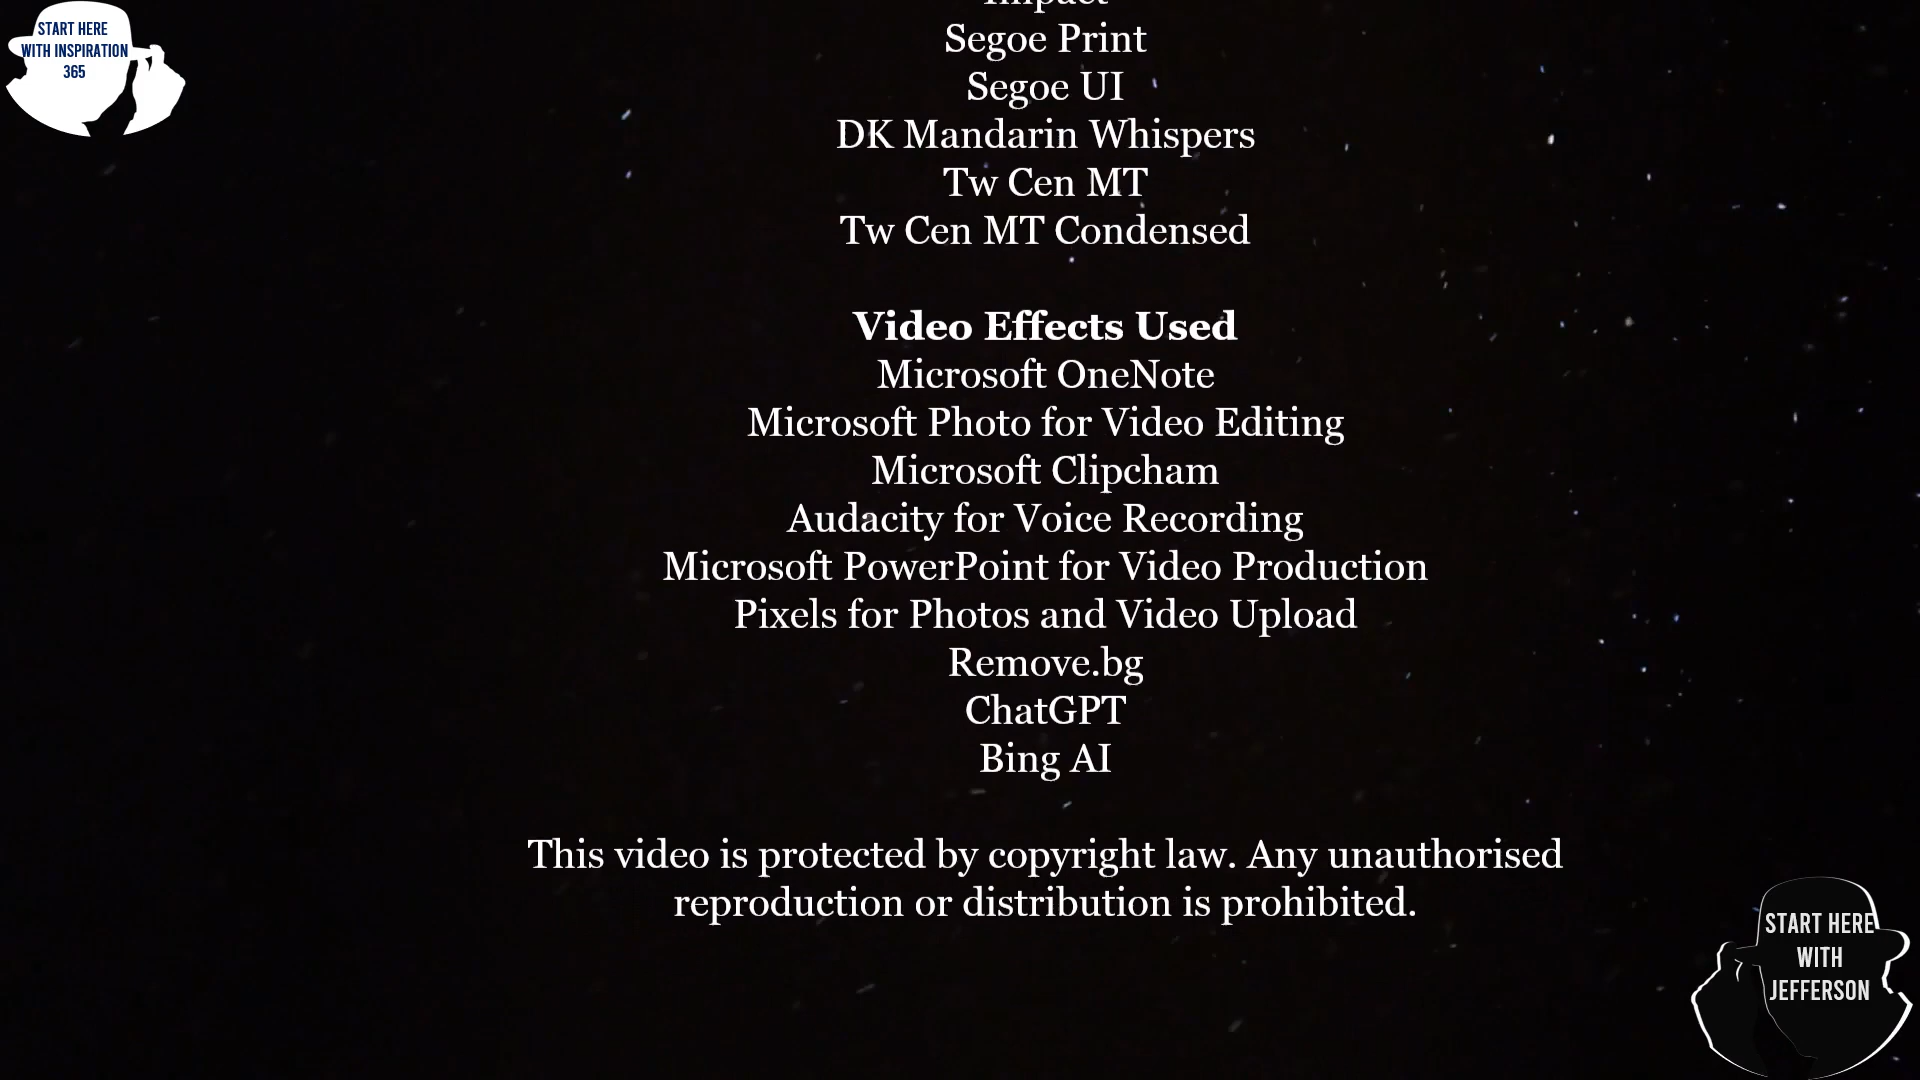 START HERE
WITH INSPIRATION
365
Impact
Segoe Print
Segoe UI
DK Mandarin Whispers
Tw Cen MT
Tw Cen MT Condensed
Video Effects Used
Microsoft OneNote
Microsoft Photo for Video Editing
Microsoft Clipcham
Audacity for Voice Recording
Microsoft PowerPoint for Video Production
Pixels for Photos and Video Upload
Remove.bg
ChatGPT
Bing AI
This video is protected by copyright law. Any unauthorised
reproduction or distribution is prohibited.
START HERE
WITH
JEFFERSON